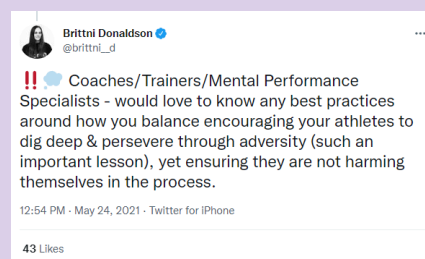 Brittni Donaldson
@brittni__d
‼️💭 Coaches/Trainers/Mental Performance
Specialists - would love to know any best practices
around how you balance encouraging your athletes to
dig deep & persevere through adversity (such an
important lesson), yet ensuring they are not harming
themselves in the process.
12:54 PM · May 24, 2021 · Twitter for iPhone
43 Likes